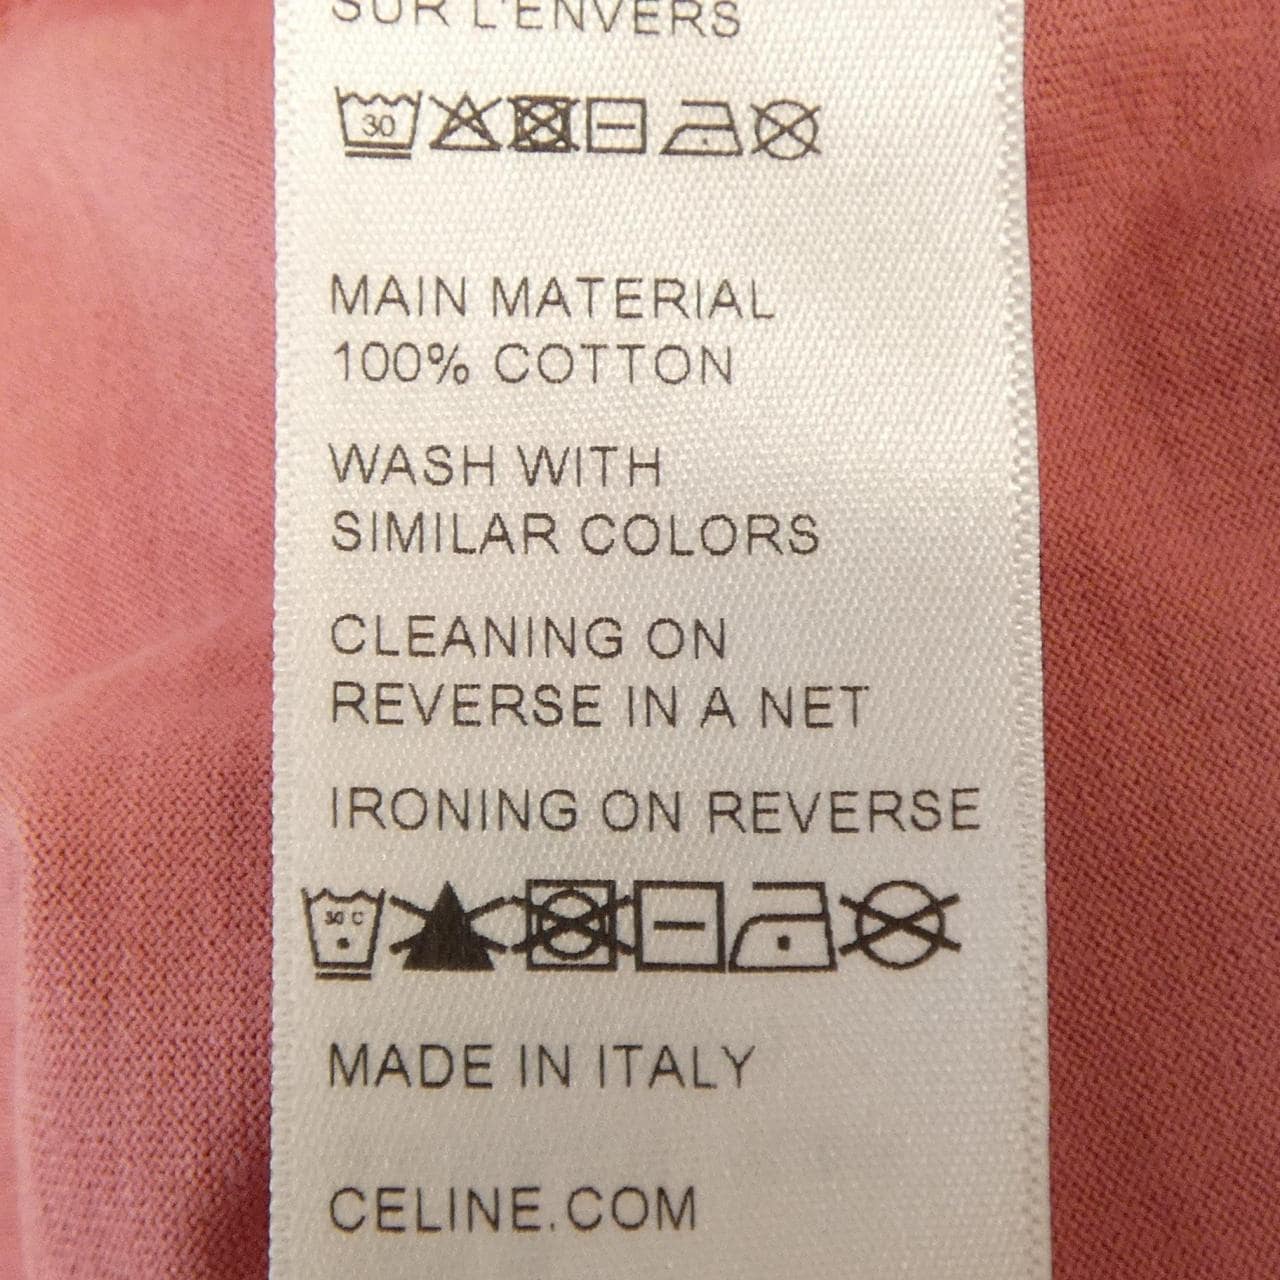 SUR L'ENVERS
30
MAIN MATERIAL
100% COTTON
WASH WITH
SIMILAR COLORS
CLEANING ON
REVERSE IN A NET
IRONING ON REVERSE
30 C
MADE IN ITALY
CELINE.COM